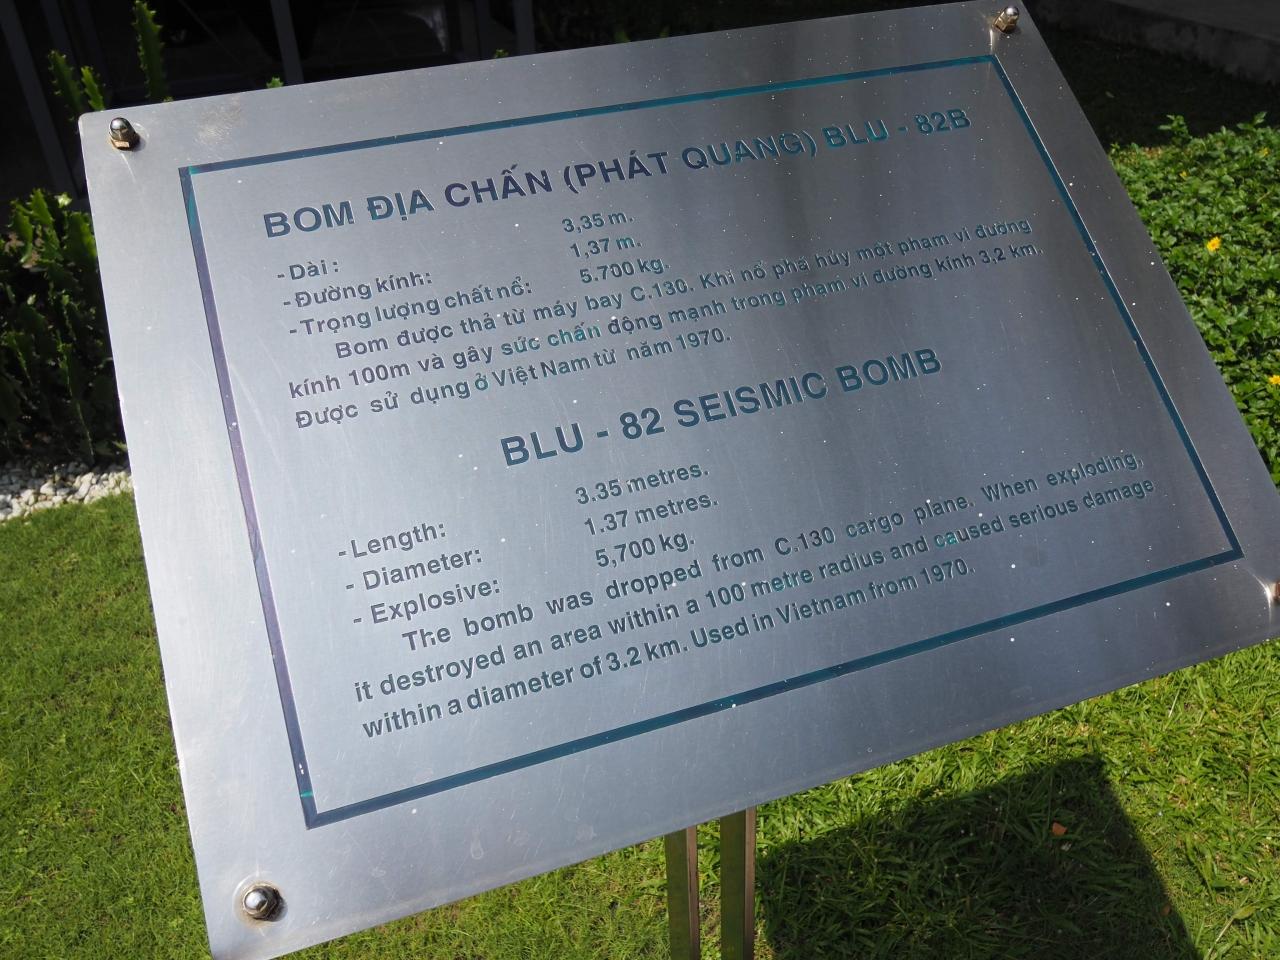 BOM ĐỊA CHẤN (PHÁT QUANG) BLU - 82B
- Dài: 3,35 m.
- Đường kính: 1,37 m.
- Trọng lượng chất nổ: 5.700 kg.
Bom được thả từ máy bay C.130. Khi nổ phá hủy một phạm vi đường
kính 100m và gây sức chấn động mạnh trong phạm vi đường kính 3,2 km.
Được sử dụng ở Việt Nam từ năm 1970.
BLU - 82 SEISMIC BOMB
- Length: 3.35 metres.
- Diameter: 1.37 metres.
- Explosive: 5,700 kg.
The bomb was dropped from C.130 cargo plane. When exploding,
it destroyed an area within a 100 metre radius and caused serious damage
within a diameter of 3.2 km. Used in Vietnam from 1970.